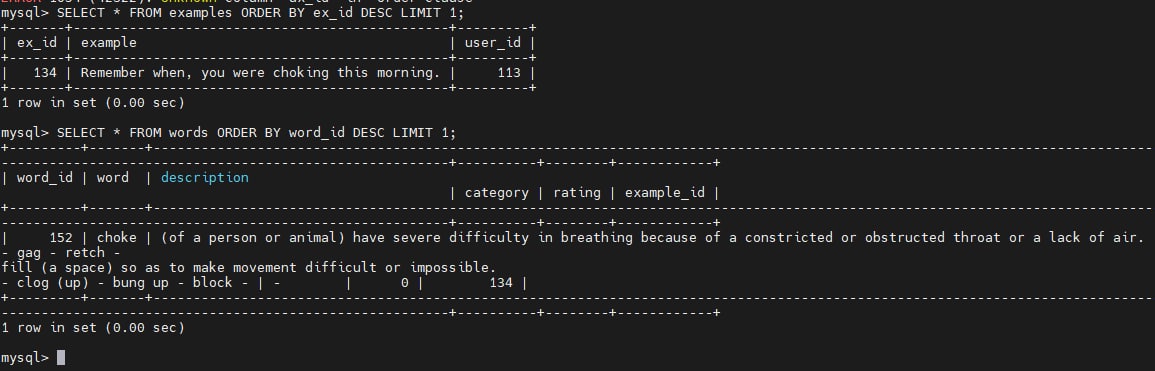 mysql> SELECT * FROM examples ORDER BY ex_id DESC LIMIT 1;
+-------+-----------------------------------------+---------+
| ex_id | example                                 | user_id |
+-------+-----------------------------------------+---------+
|   134 | Remember when, you were choking this morning. |     113 |
+-------+-----------------------------------------+---------+
1 row in set (0.00 sec)
mysql> SELECT * FROM words ORDER BY word_id DESC LIMIT 1;
| word_id | word  | description
| category | rating | example_id |
|     152 | choke | (of a person or animal) have severe difficulty in breathing because of a constricted or obstructed throat or a lack of air.
- gag - retch -
fill (a space) so as to make movement difficult or impossible.
- clog (up) - bung up - block - | -        |      0 |        134 |
1 row in set (0.00 sec)
mysql>